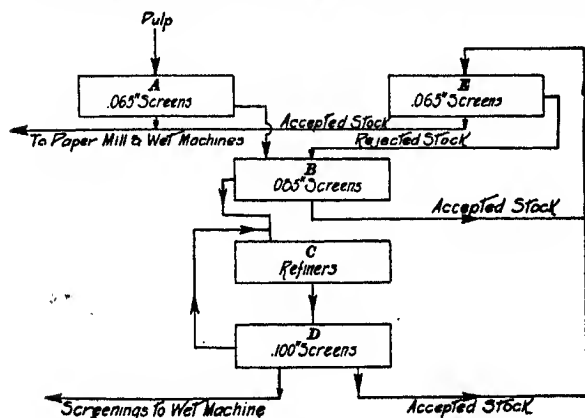 Pulp
A
.065" Screens
E
.065" Screens
Accepted Stock
To Paper Mill & Wet Machines
Rejected Stock
B
.085" Screens
Accepted Stock
C
Refiners
D
.100" Screens
Screenings to Wet Machine
Accepted Stock